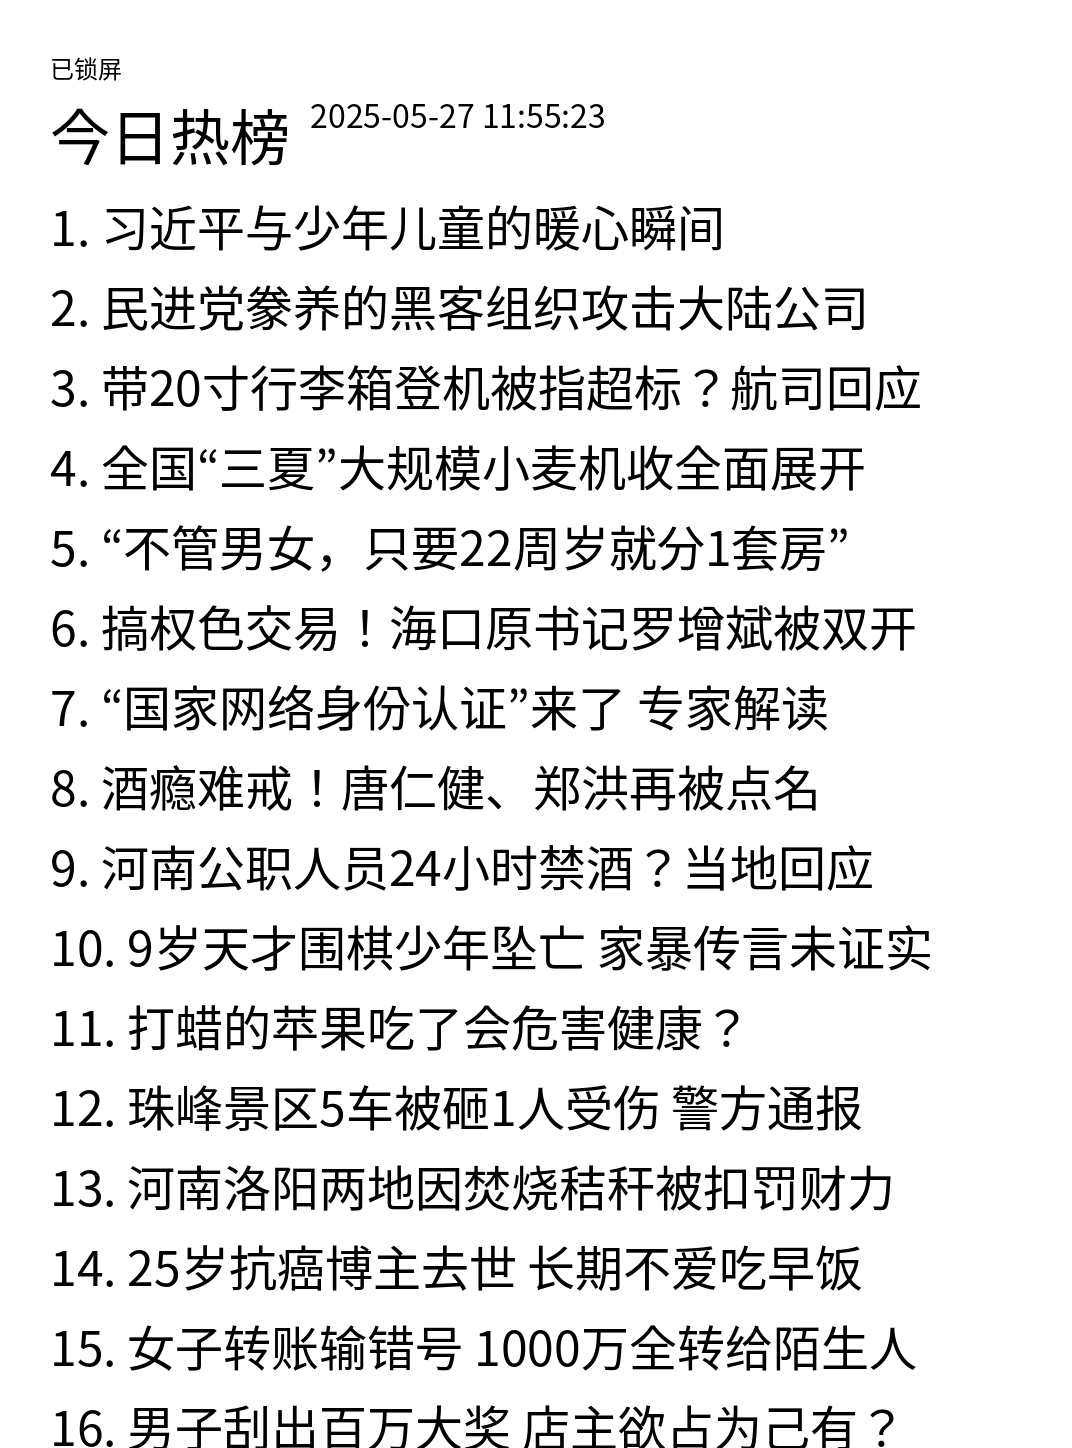 已锁屏
今日热榜 2025-05-27 11:55:23
1. 习近平与少年儿童的暖心瞬间
2. 民进党豢养的黑客组织攻击大陆公司
3. 带20寸行李箱登机被指超标？航司回应
4. 全国“三夏”大规模小麦机收全面展开
5. “不管男女，只要22周岁就分1套房”
6. 搞权色交易！海口原书记罗增斌被双开
7. “国家网络身份认证”来了 专家解读
8. 酒瘾难戒！唐仁健、郑洪再被点名
9. 河南公职人员24小时禁酒？当地回应
10. 9岁天才围棋少年坠亡 家暴传言未证实
11. 打蜡的苹果吃了会危害健康？
12. 珠峰景区5车被砸1人受伤 警方通报
13. 河南洛阳两地因焚烧秸秆被扣罚财力
14. 25岁抗癌博主去世 长期不爱吃早饭
15. 女子转账输错号 1000万全转给陌生人
16. 男子刮出百万大奖 店主欲占为己有？